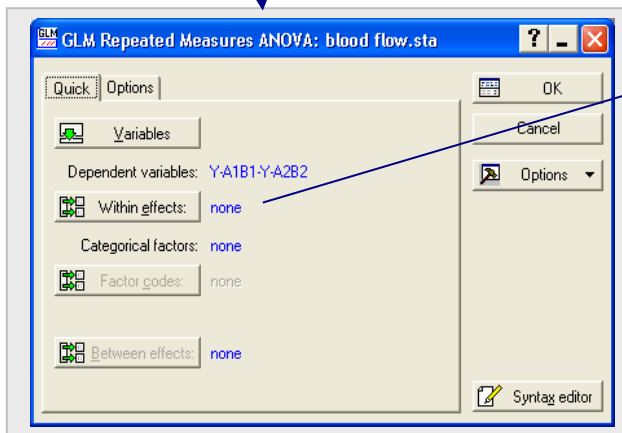 GLM GLM Repeated Measures ANOVA: blood flow.sta
Quick Options
Variables
Dependent variables: Y-A1B1-Y-A2B2
Within effects: none
Categorical factors: none
Factor codes: none
Between effects: none
OK
Cancel
Options
Syntax editor